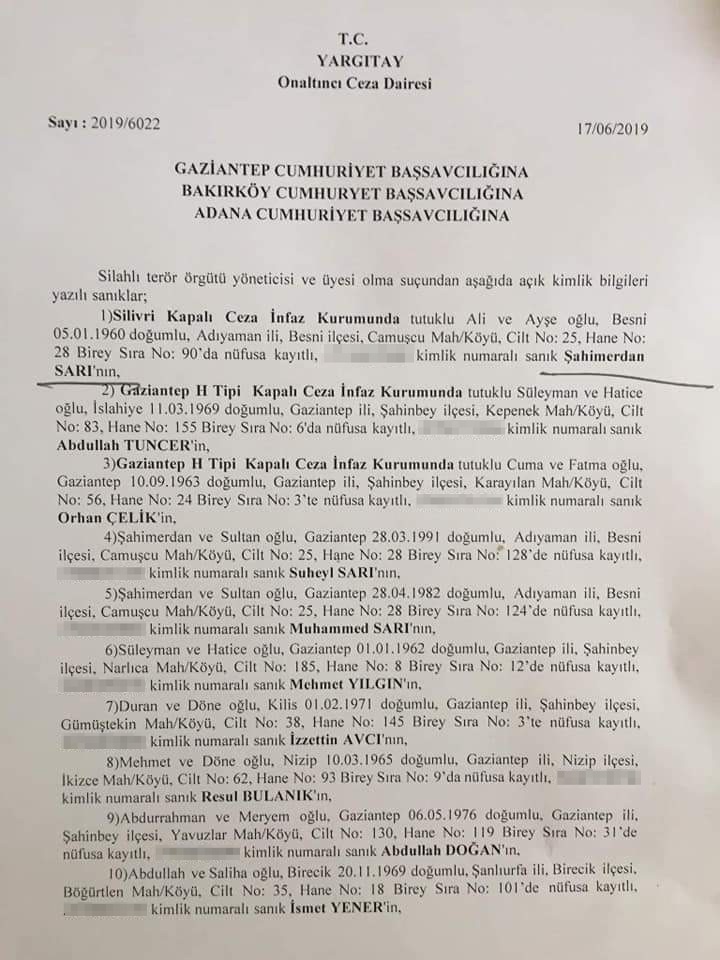 T.C.
YARGITAY
Onaltıncı Ceza Dairesi
Sayı : 2019/6022
17/06/2019
GAZİANTEP CUMHURİYET BAŞSAVCILIĞINA
BAKIRKÖY CUMHURYET BAŞSAVCILIĞINA
ADANA CUMHURİYET BAŞSAVCILIĞINA
Silahlı terör örgütü yöneticisi ve üyesi olma suçundan aşağıda açık kimlik bilgileri
yazılı sanıklar;
1)Silivri Kapalı Ceza İnfaz Kurumunda tutuklu Ali ve Ayşe oğlu, Besni
05.01.1960 doğumlu, Adıyaman ili, Besni ilçesi, Camuşcu Mah/Köyü, Cilt No: 25, Hane No:
28 Birey Sıra No: 90'da nüfusa kayıtlı, kimlik numaralı sanık Şahimerdan
SARI'nın,
2) Gaziantep H Tipi Kapalı Ceza İnfaz Kurumunda tutuklu Süleyman ve Hatice
oğlu, İslahiye 11.03.1969 doğumlu, Gaziantep ili, Şahinbey ilçesi, Kepenek Mah/Köyü, Cilt
No: 83, Hane No: 155 Birey Sıra No: 6'da nüfusa kayıtlı, kimlik numaralı sanık
Abdullah TUNCER'in,
3)Gaziantep H Tipi Kapalı Ceza İnfaz Kurumunda tutuklu Cuma ve Fatma oğlu,
Gaziantep 10.09.1963 doğumlu, Gaziantep ili, Şahinbey ilçesi, Karayılan Mah/Köyü, Cilt
No: 56, Hane No: 24 Birey Sıra No: 3'te nüfusa kayıtlı, kimlik numaralı sanık
Orhan ÇELİK'in,
4)Şahimerdan ve Sultan oğlu, Gaziantep 28.03.1991 doğumlu, Adıyaman ili, Besni
ilçesi, Camuşcu Mah/Köyü, Cilt No: 25, Hane No: 28 Birey Sıra No: 128'de nüfusa kayıtlı,
kimlik numaralı sanık Suheyl SARI'nın,
5)Şahimerdan ve Sultan oğlu, Gaziantep 28.04.1982 doğumlu, Adıyaman ili, Besni
ilçesi, Camuşcu Mah/Köyü, Cilt No: 25, Hane No: 28 Birey Sıra No: 124'de nüfusa kayıtlı,
kimlik numaralı sanık Muhammed SARI'nın,
6)Süleyman ve Hatice oğlu, Gaziantep 01.01.1962 doğumlu, Gaziantep ili, Şahinbey
ilçesi, Narlıca Mah/Köyü, Cilt No: 185, Hane No: 8 Birey Sıra No: 12'de nüfusa kayıtlı,
kimlik numaralı sanık Mehmet YILGIN'ın,
7)Duran ve Döne oğlu, Kilis 01.02.1971 doğumlu, Gaziantep ili, Şahinbey ilçesi,
Gümüştekin Mah/Köyü, Cilt No: 38, Hane No: 145 Birey Sıra No: 3'te nüfusa kayıtlı,
kimlik numaralı sanık İzzettin AVCI'nın,
8)Mehmet ve Döne oğlu, Nizip 10.03.1965 doğumlu, Gaziantep ili, Nizip ilçesi,
İkizce Mah/Köyü, Cilt No: 62, Hane No: 93 Birey Sıra No: 9'da nüfusa kayıtlı,
kimlik numaralı sanık Resul BULANIK'ın,
9)Abdurrahman ve Meryem oğlu, Gaziantep 06.05.1976 doğumlu, Gaziantep ili,
Şahinbey ilçesi, Yavuzlar Mah/Köyü, Cilt No: 130, Hane No: 119 Birey Sıra No: 31'de
nüfusa kayıtlı, kimlik numaralı sanık Abdullah DOĞAN'ın,
10)Abdullah ve Saliha oğlu, Birecik 20.11.1969 doğumlu, Şanlıurfa ili, Birecik ilçesi,
Böğürtlen Mah/Köyü, Cilt No: 35, Hane No: 18 Birey Sıra No: 101'de nüfusa kayıtlı,
kimlik numaralı sanık İsmet YENER'in,